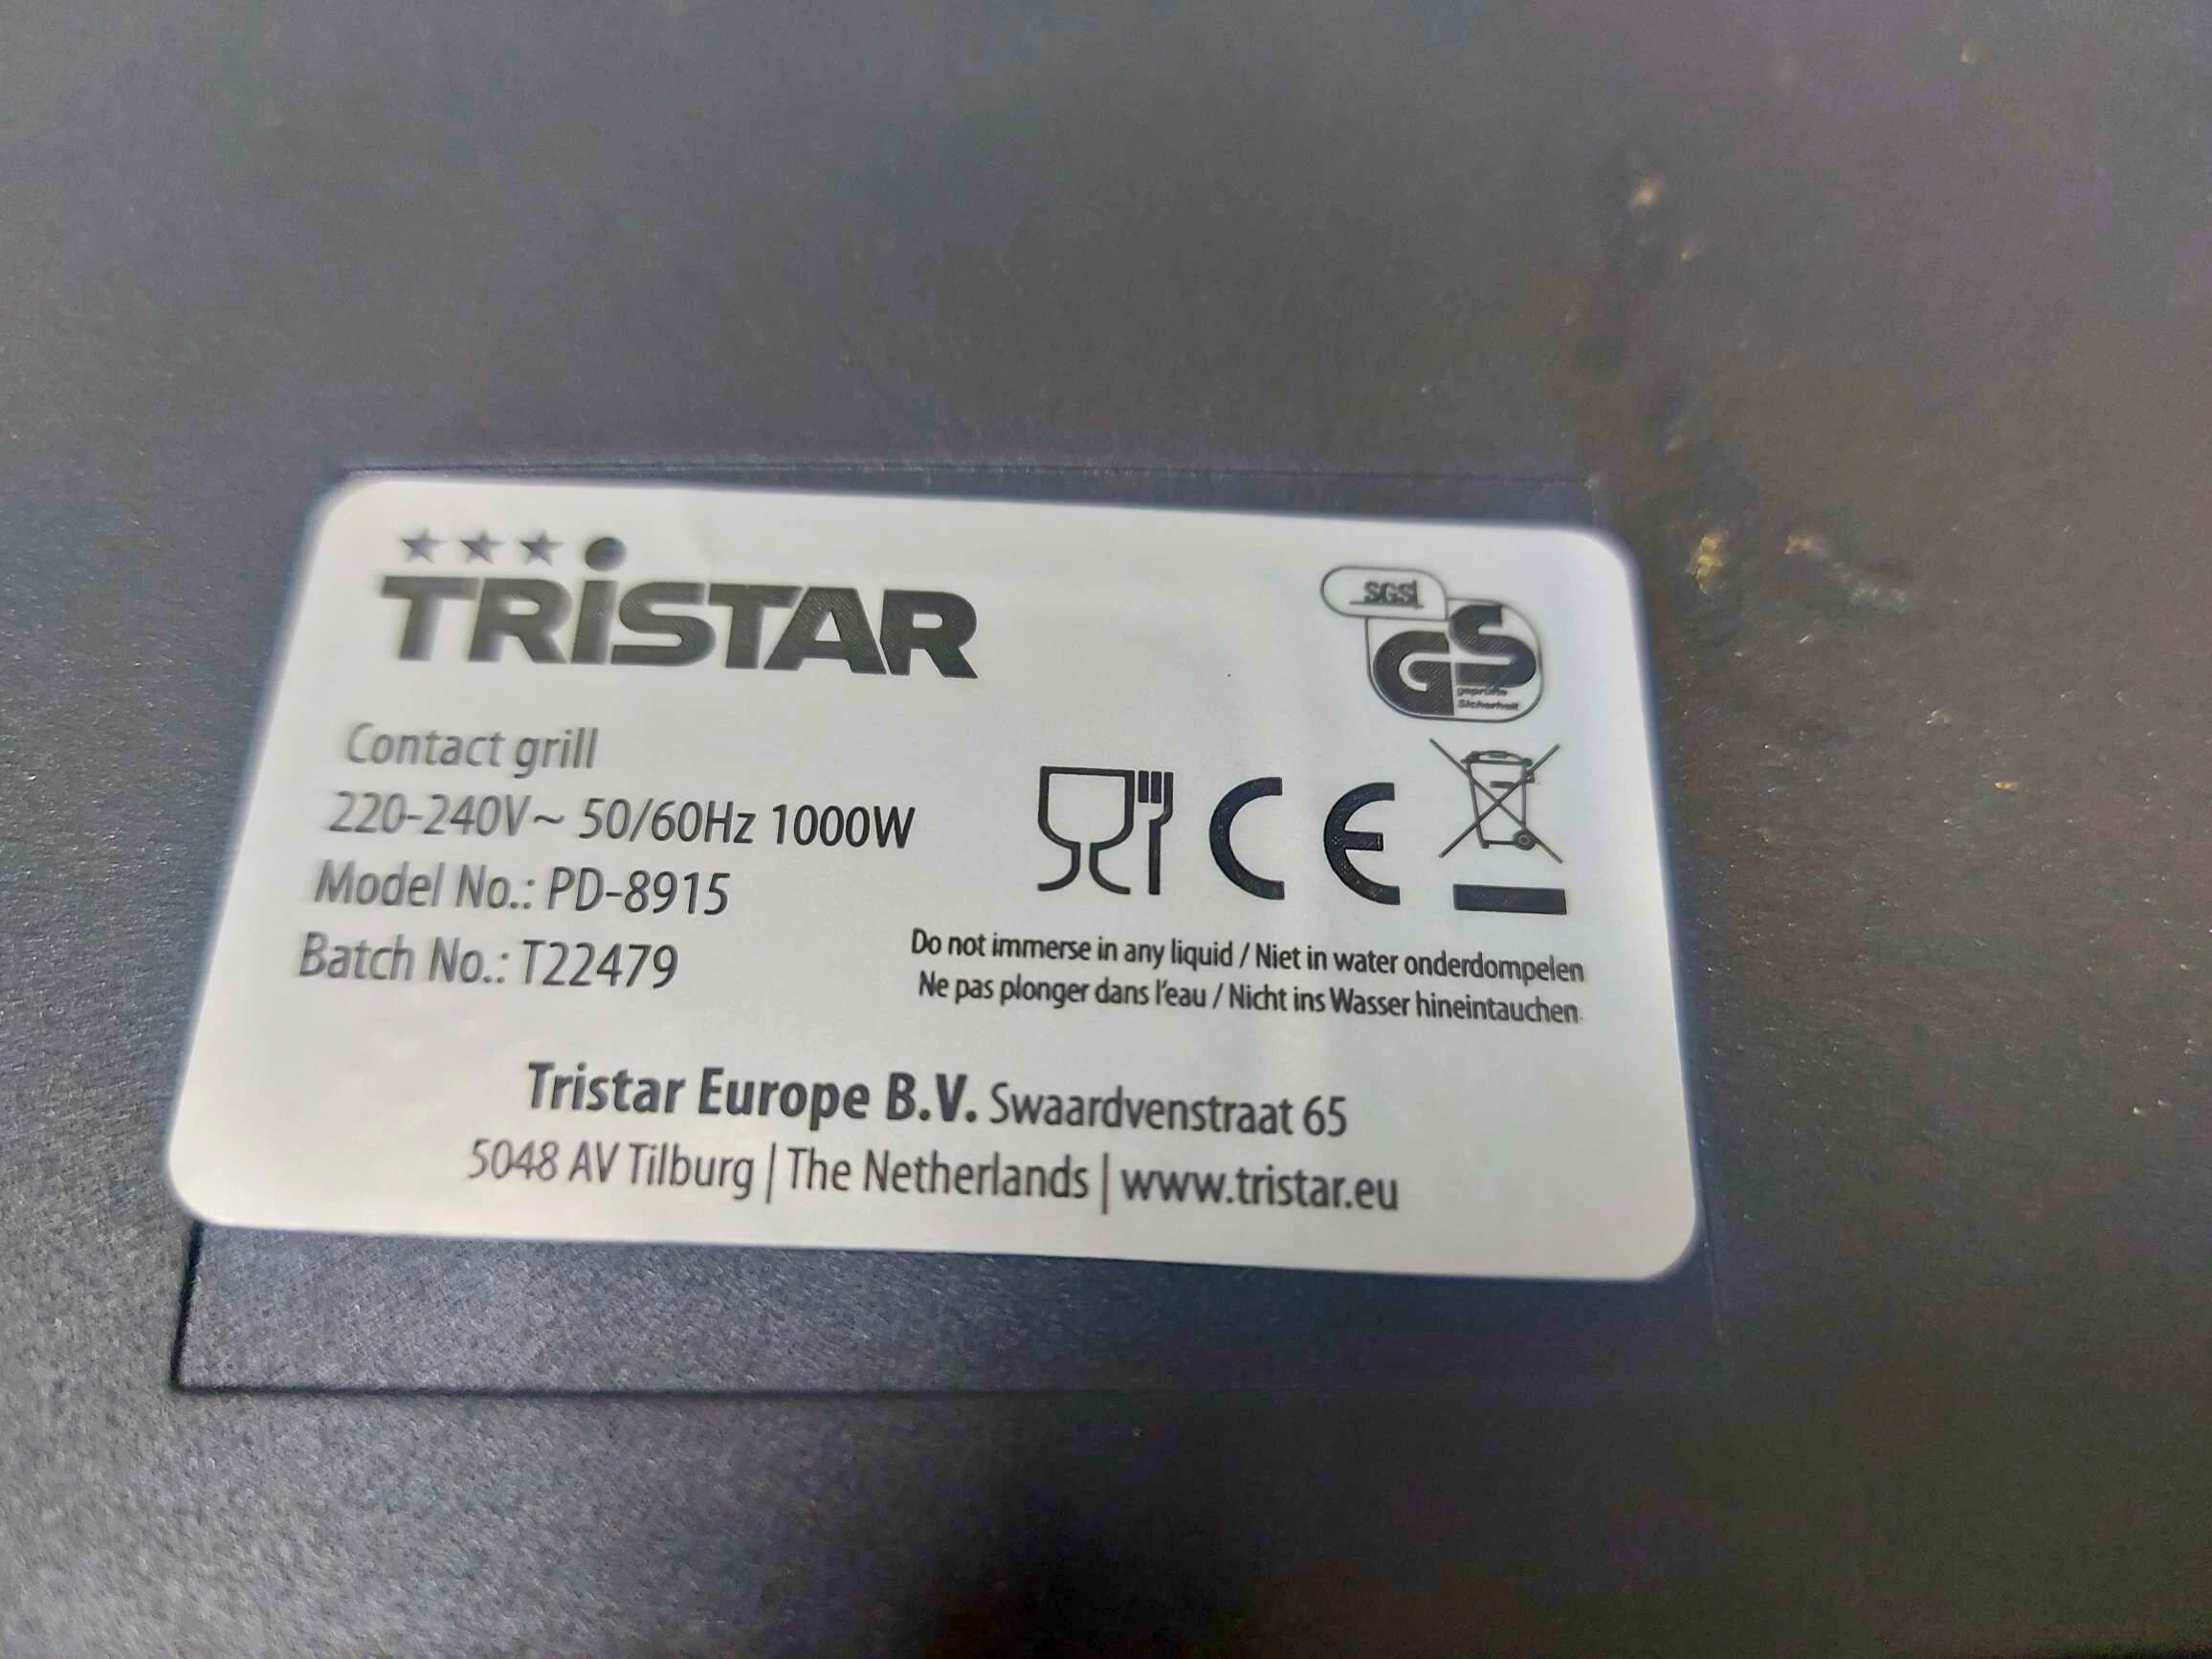 TRiSTAR
SGS
GS
geprüfte
Sicherheit
Contact grill
220-240V~ 50/60Hz 1000W
Model No.: PD-8915
Batch No.: T22479
CE
Do not immerse in any liquid / Niet in water onderdompelen
Ne pas plonger dans l'eau / Nicht ins Wasser hineintauchen
Tristar Europe B.V. Swaardvenstraat 65
5048 AV Tilburg | The Netherlands | www.tristar.eu